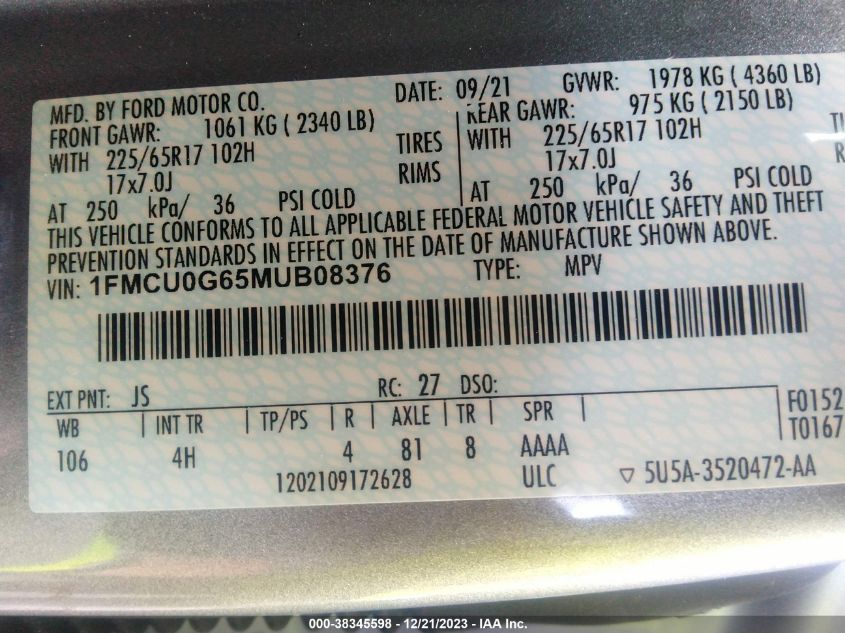 MFD. BY FORD MOTOR CO. DATE: 09/21 GVWR: 1978 KG ( 4360 LB)
FRONT GAWR: 1061 KG ( 2340 LB) REAR GAWR: 975 KG ( 2150 LB)
WITH 225/65R17 102H TIRES WITH 225/65R17 102H
17x7.0J RIMS 17x7.0J
AT 250 kPa/ 36 PSI COLD AT 250 kPa/ 36 PSI COLD
THIS VEHICLE CONFORMS TO ALL APPLICABLE FEDERAL MOTOR VEHICLE SAFETY AND THEFT
PREVENTION STANDARDS IN EFFECT ON THE DATE OF MANUFACTURE SHOWN ABOVE.
VIN: 1FMCU0G65MUB08376 TYPE: MPV
EXT PNT: JS RC: 27 DSO:
WB INT TR TP/PS R AXLE TR SPR F0152
T0167
106 4H 4 81 8 AAAA
1202109172628 ULC 5U5A-3520472-AA
000-38345598 - 12/21/2023 - IAA Inc.